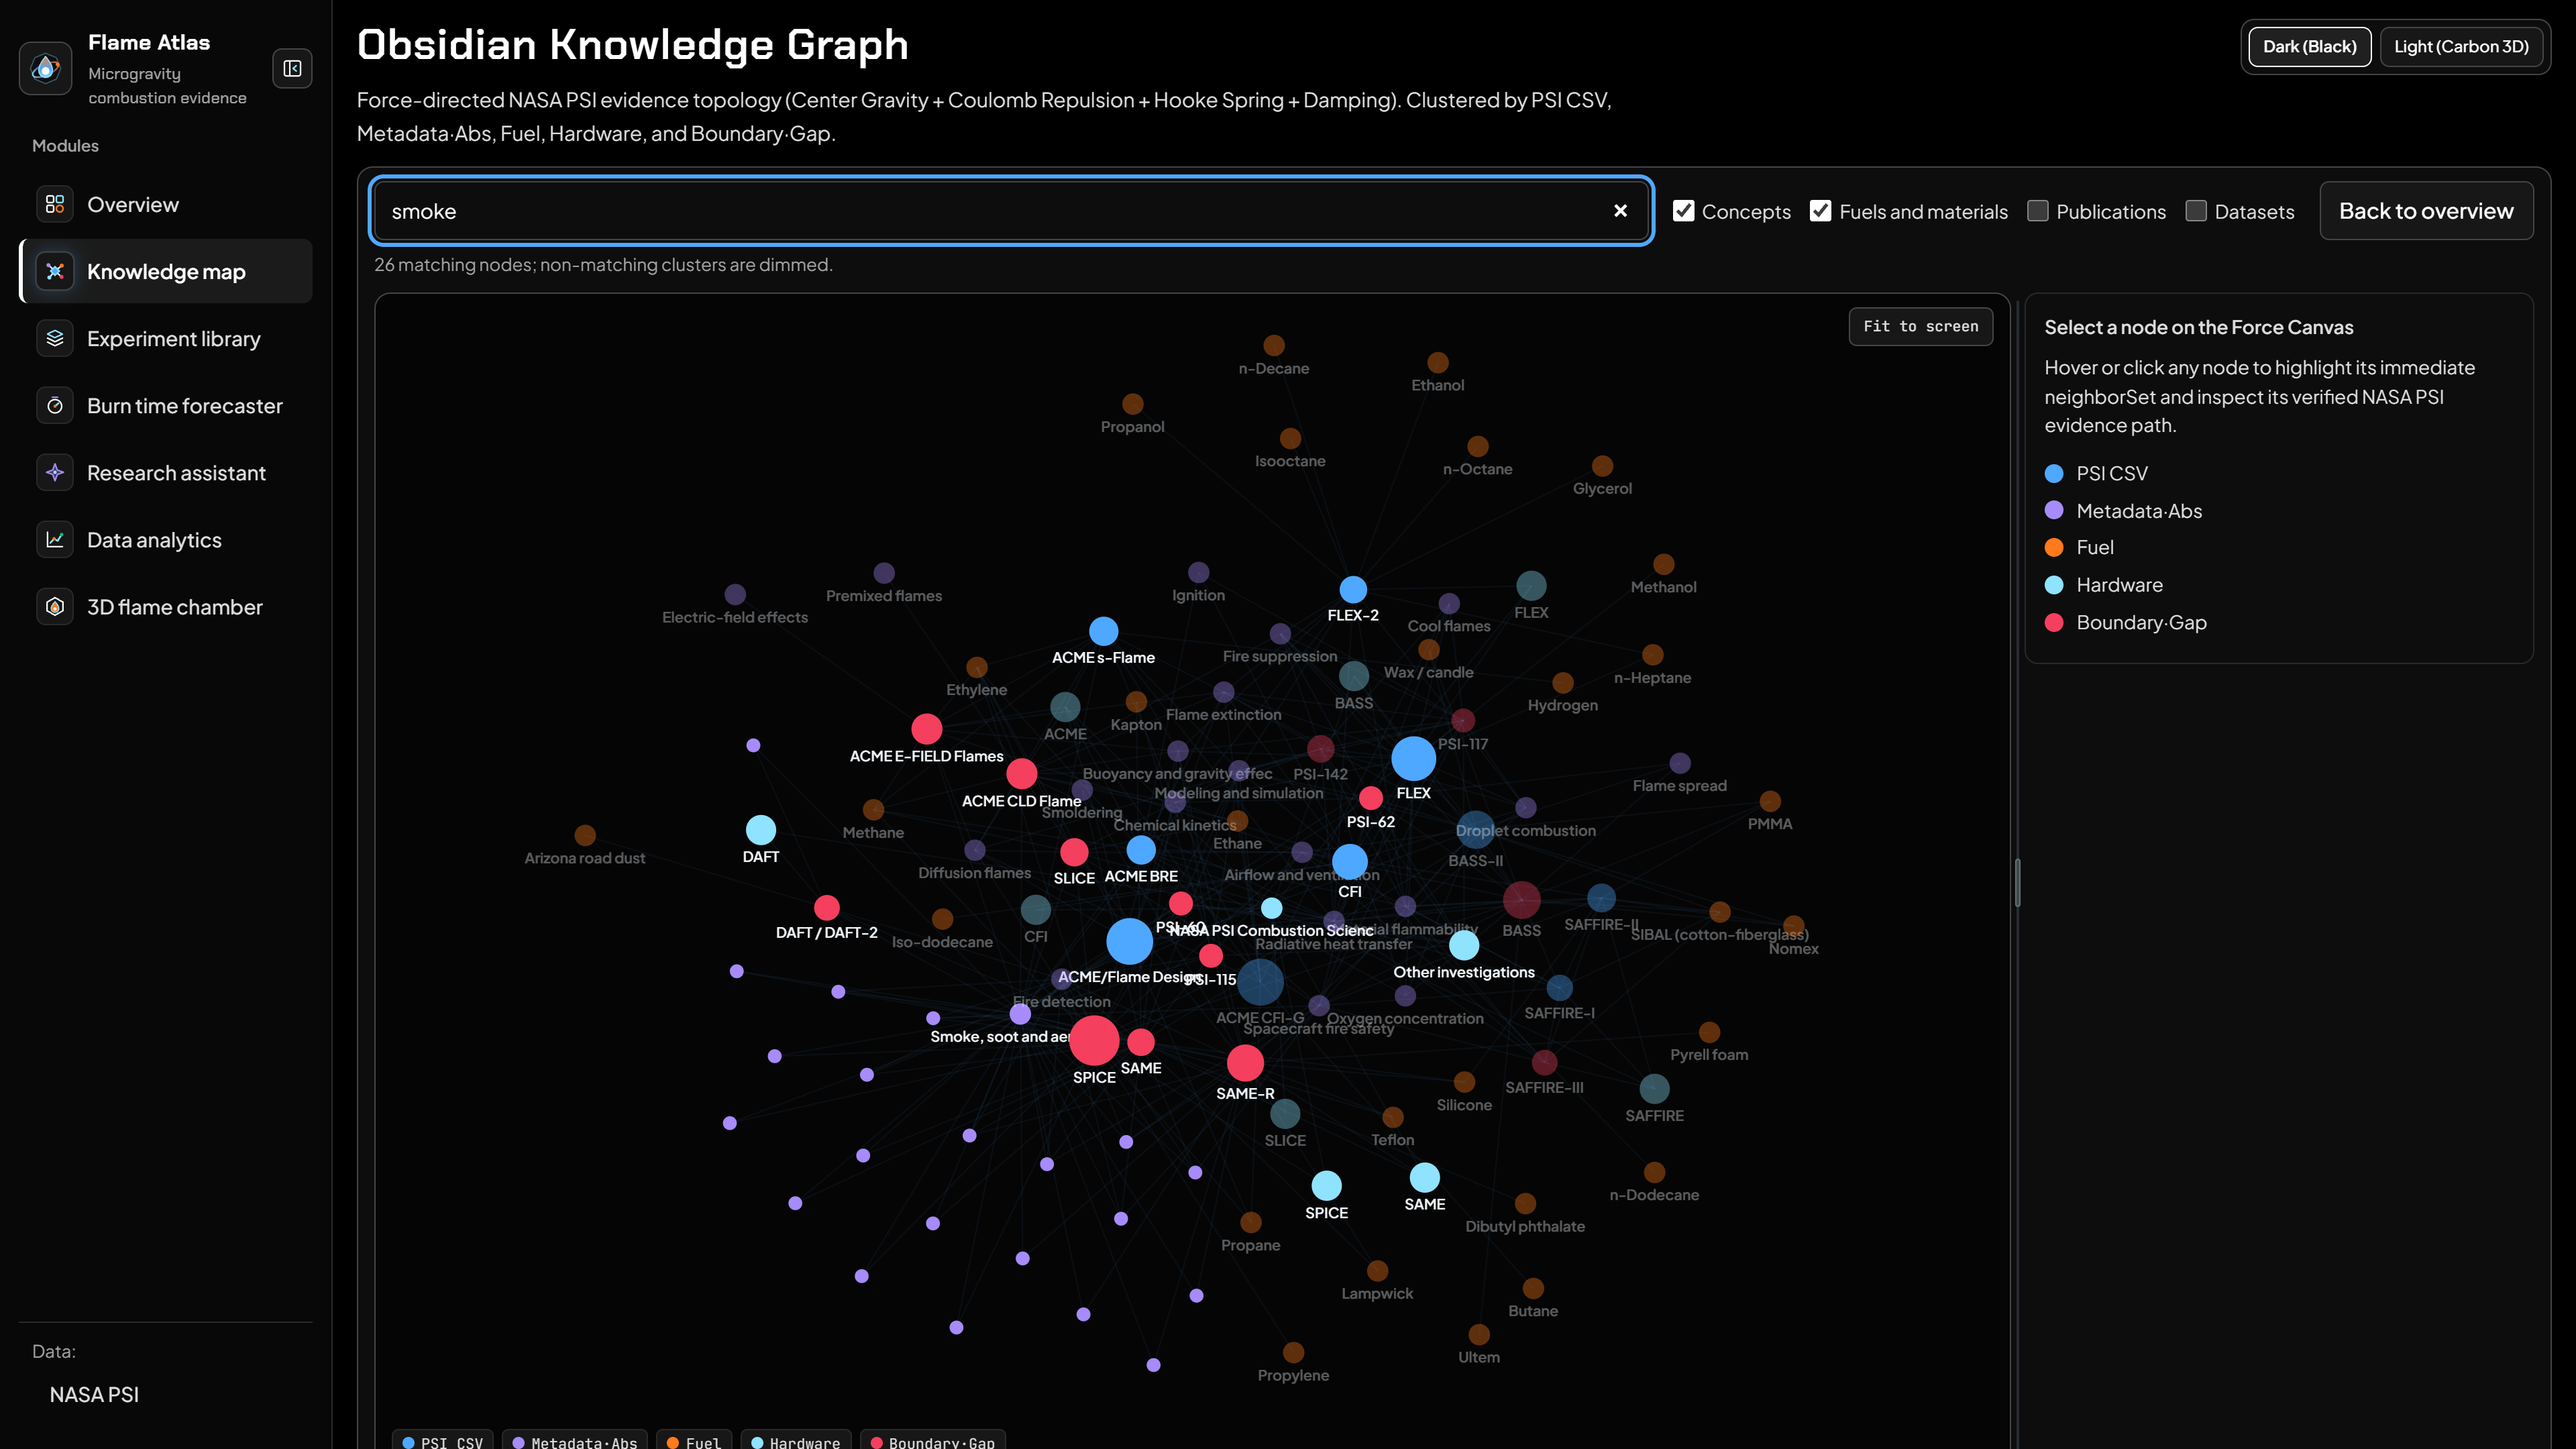 Flame Atlas
Microgravity
combustion evidence
Modules
Overview
Knowledge map
Experiment library
Burn time forecaster
Research assistant
Data analytics
3D flame chamber
Data:
NASA PSI
Obsidian Knowledge Graph
Dark (Black)
Light (Carbon 3D)
Force-directed NASA PSI evidence topology (Center Gravity + Coulomb Repulsion + Hooke Spring + Damping). Clustered by PSI CSV,
Metadata·Abs, Fuel, Hardware, and Boundary·Gap.
smoke
Concepts
Fuels and materials
Publications
Datasets
Back to overview
26 matching nodes; non-matching clusters are dimmed.
Fit to screen
n-Decane
Ethanol
Propanol
Isooctane
n-Octane
Glycerol
Methanol
Premixed flames
Ignition
Electric-field effects
FLEX-2
FLEX
Cool flames
ACME s-Flame
Fire suppression
Wax / candle
n-Heptane
Ethylene
BASS
Hydrogen
Kapton
Flame extinction
ACME
PSI-117
ACME E-FIELD Flames
Buoyancy and gravity effec
PSI-142
Flame spread
FLEX
Modeling and simulation
ACME CLD Flame
Smoldering
PSI-62
PMMA
Chemical kinetics
Methane
Droplet combustion
Ethane
DAFT
Arizona road dust
BASS-II
Diffusion flames
SLICE
ACME BRE
Airflow and ventilation
CFI
DAFT / DAFT-2
Iso-dodecane
CFI
PSI-60
NASA PSI Combustion Scienc
Material flammability
BASS
SAFFIRE-II
SIBAL (cotton-fiberglass)
Radiative heat transfer
Nomex
Other investigations
ACME/Flame Design
PSI-115
Fire detection
ACME CFI-G
Oxygen concentration
SAFFIRE-I
Spacecraft fire safety
Smoke, soot and aer
Pyrell foam
SPICE
SAME
SAME-R
SAFFIRE-III
Silicone
SAFFIRE
SLICE
Teflon
n-Dodecane
SPICE
SAME
Dibutyl phthalate
Propane
Lampwick
Butane
Ultem
Propylene
PSI CSV
Metadata·Abs
Fuel
Hardware
Boundary·Gap
Select a node on the Force Canvas
Hover or click any node to highlight its immediate
neighborSet and inspect its verified NASA PSI
evidence path.
PSI CSV
Metadata·Abs
Fuel
Hardware
Boundary·Gap